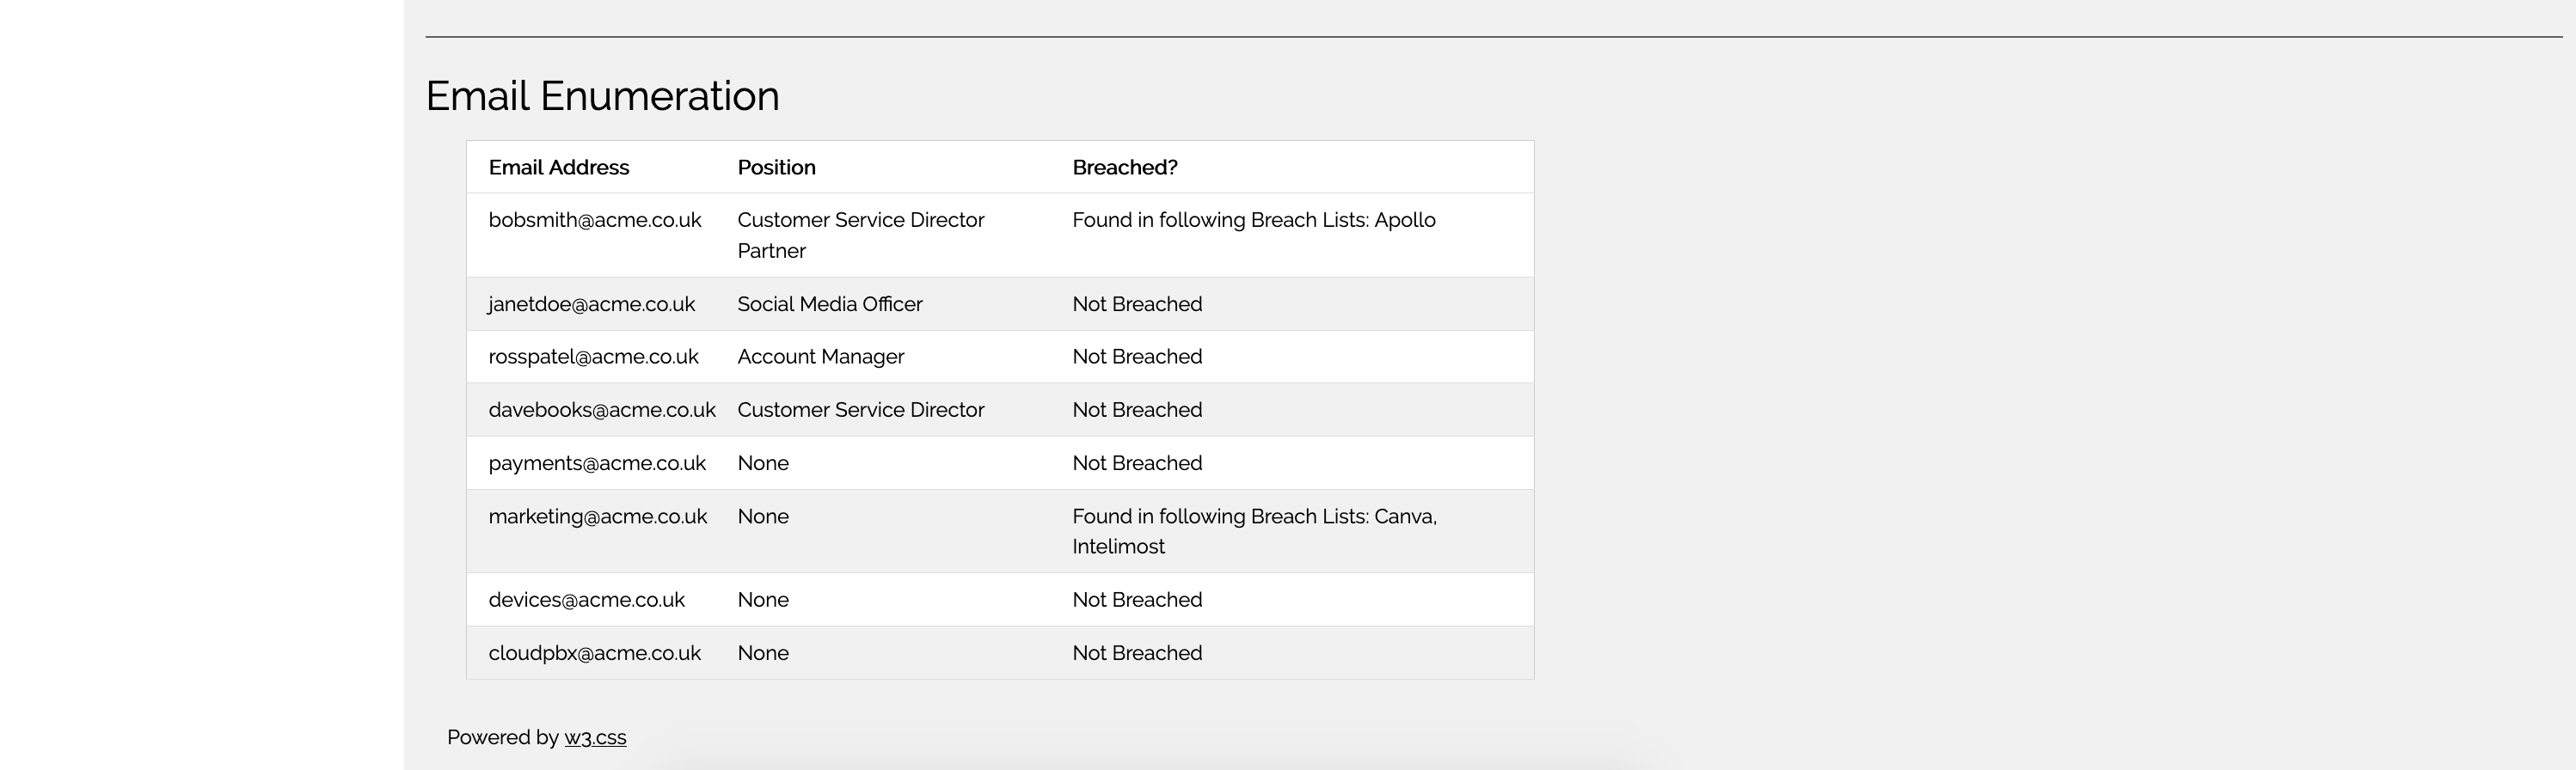 Email Enumeration
Email Address Position Breached?
bobsmith@acme.co.uk Customer Service Director Found in following Breach Lists: Apollo
Partner
janetdoe@acme.co.uk Social Media Officer Not Breached
rosspatel@acme.co.uk Account Manager Not Breached
davebooks@acme.co.uk Customer Service Director Not Breached
payments@acme.co.uk None Not Breached
marketing@acme.co.uk None Found in following Breach Lists: Canva,
Intelimost
devices@acme.co.uk None Not Breached
cloudpbx@acme.co.uk None Not Breached
Powered by w3.css